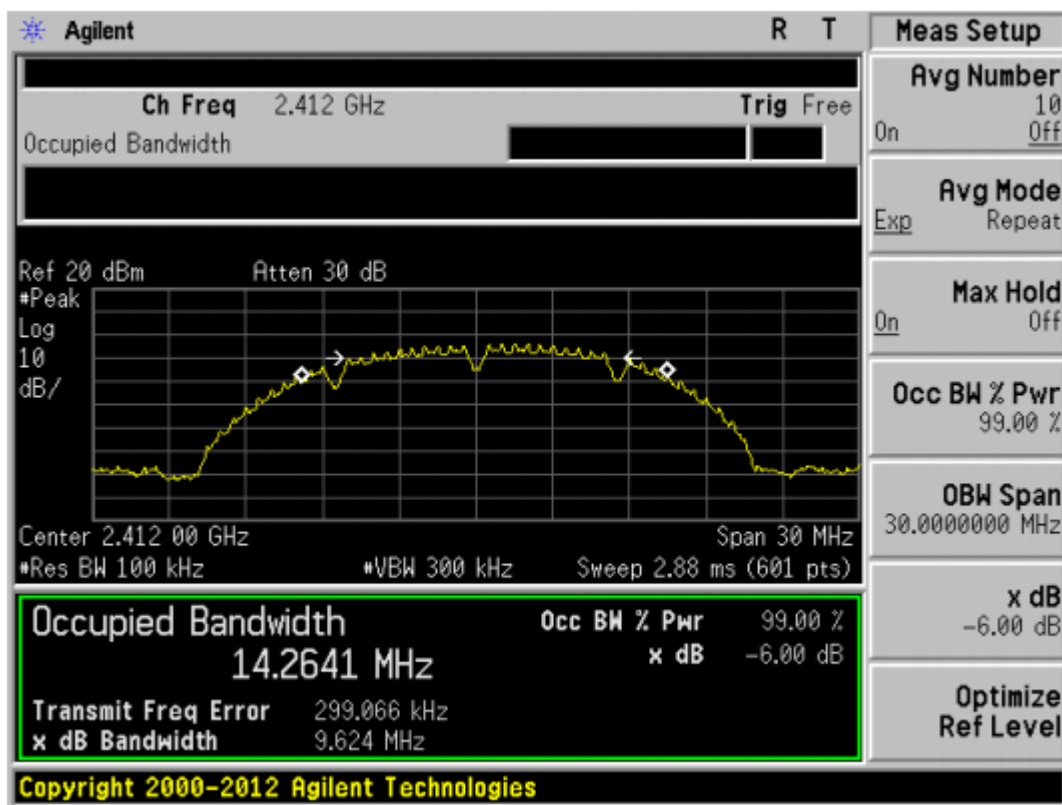 Agilent R T
Ch Freq 2.412 GHz Trig Free
Occupied Bandwidth
Ref 20 dBm Atten 30 dB
#Peak
Log
10
dB/
Center 2.412 00 GHz Span 30 MHz
#Res BW 100 kHz #VBW 300 kHz Sweep 2.88 ms (601 pts)
Occupied Bandwidth Occ BW % Pwr 99.00 %
14.2641 MHz x dB -6.00 dB
Transmit Freq Error 299.066 kHz
x dB Bandwidth 9.624 MHz
Copyright 2000-2012 Agilent Technologies
Meas Setup
Avg Number
10
On Off
Avg Mode
Exp Repeat
Max Hold
On Off
Occ BW % Pwr
99.00 %
OBW Span
30.0000000 MHz
x dB
-6.00 dB
Optimize
Ref Level